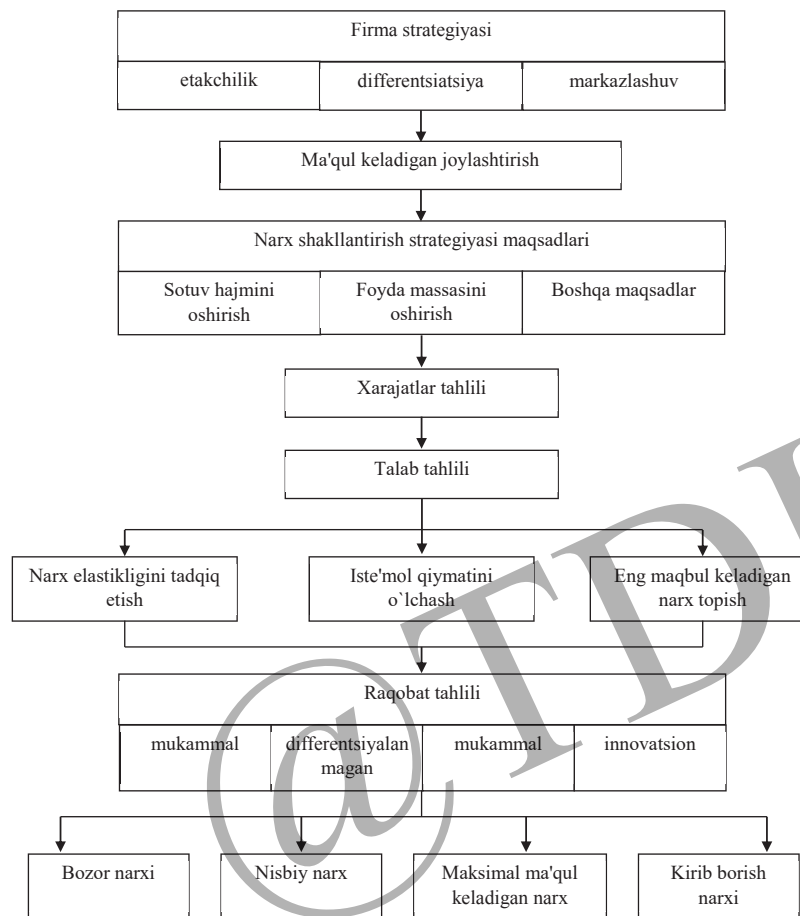 Firma strategiyasi
etakchilik
differentsiatsiya
markazlashuv
Ma'qul keladigan joylashtirish
Narx shakllantirish strategiyasi maqsadlari
Sotuv hajmini
oshirish
Foyda massasini
oshirish
Boshqa maqsadlar
Xarajatlar tahlili
Talab tahlili
Narx elastikligini tadqiq
etish
Iste'mol qiymatini
o`lchash
Eng maqbul keladigan
narx topish
Raqobat tahlili
mukammal
differentsiyalan
magan
mukammal
innovatsion
Bozor narxi
Nisbiy narx
Maksimal ma'qul
keladigan narx
Kirib borish
narxi